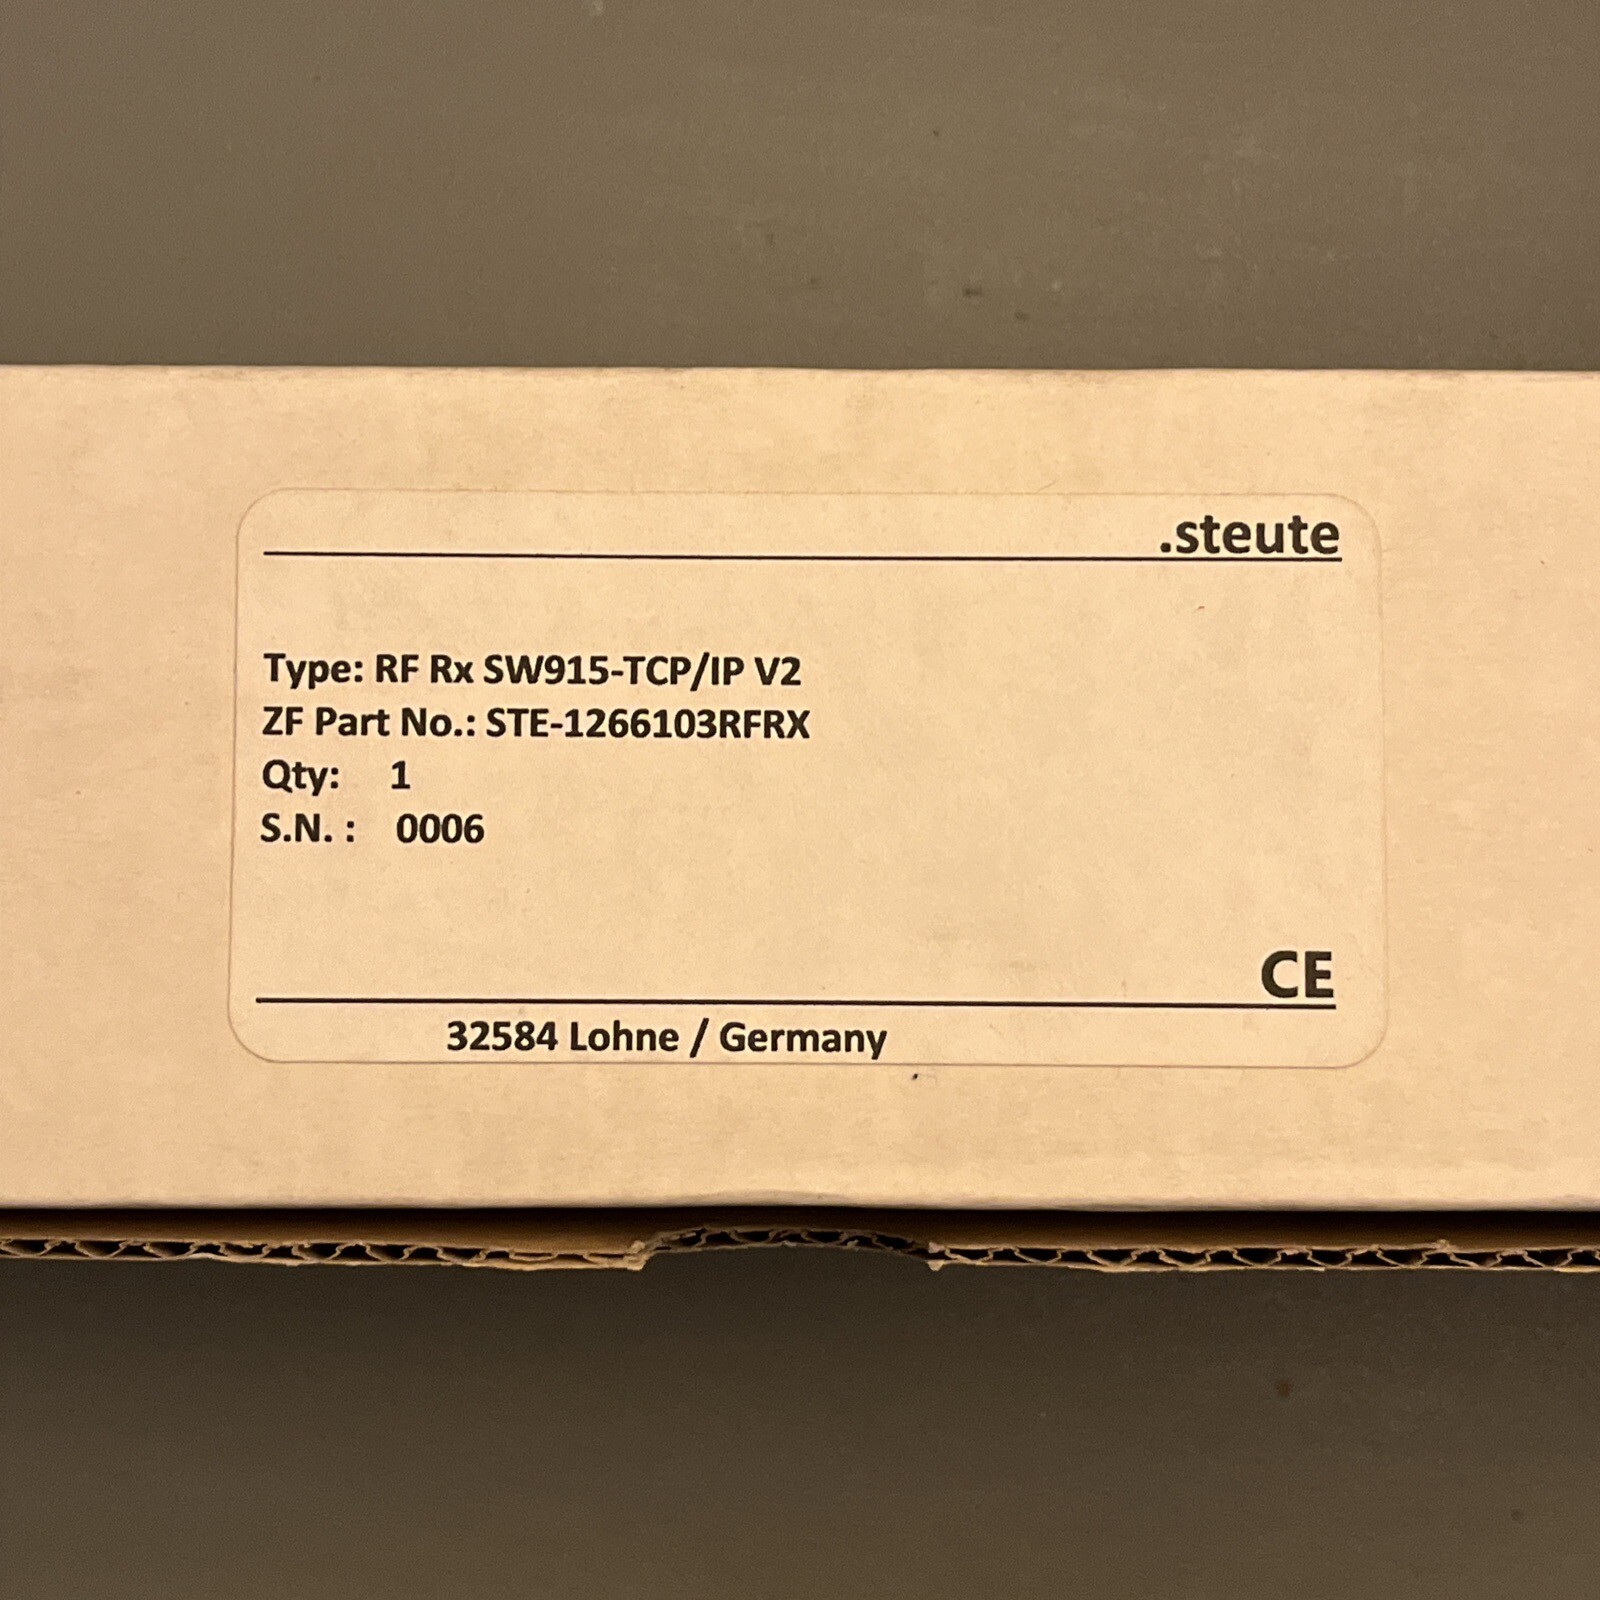 .steute
Type: RF Rx SW915-TCP/IP V2
ZF Part No.: STE-1266103RFRX
Qty: 1
S.N. : 0006
CE
32584 Lohne / Germany